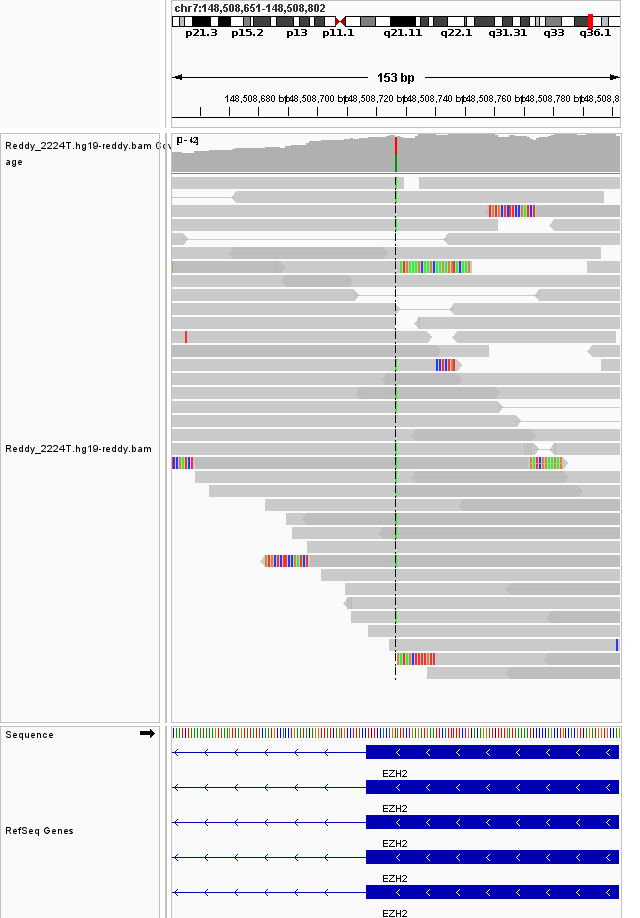 chr7:148,508,651-148,508,802
p21.3 p15.2 p13 p11.1 q21.11 q22.1 q31.31 q33 q36.1
153 bp
148,508,680 bp 148,508,700 bp 148,508,720 bp 148,508,740 bp 148,508,760 bp 148,508,780 bp 148,508,8
Reddy_2224T.hg19-reddy.bam Cov
age
[0 - 42]
Reddy_2224T.hg19-reddy.bam
Sequence
EZH2
EZH2
RefSeq Genes
EZH2
EZH2
EZH2